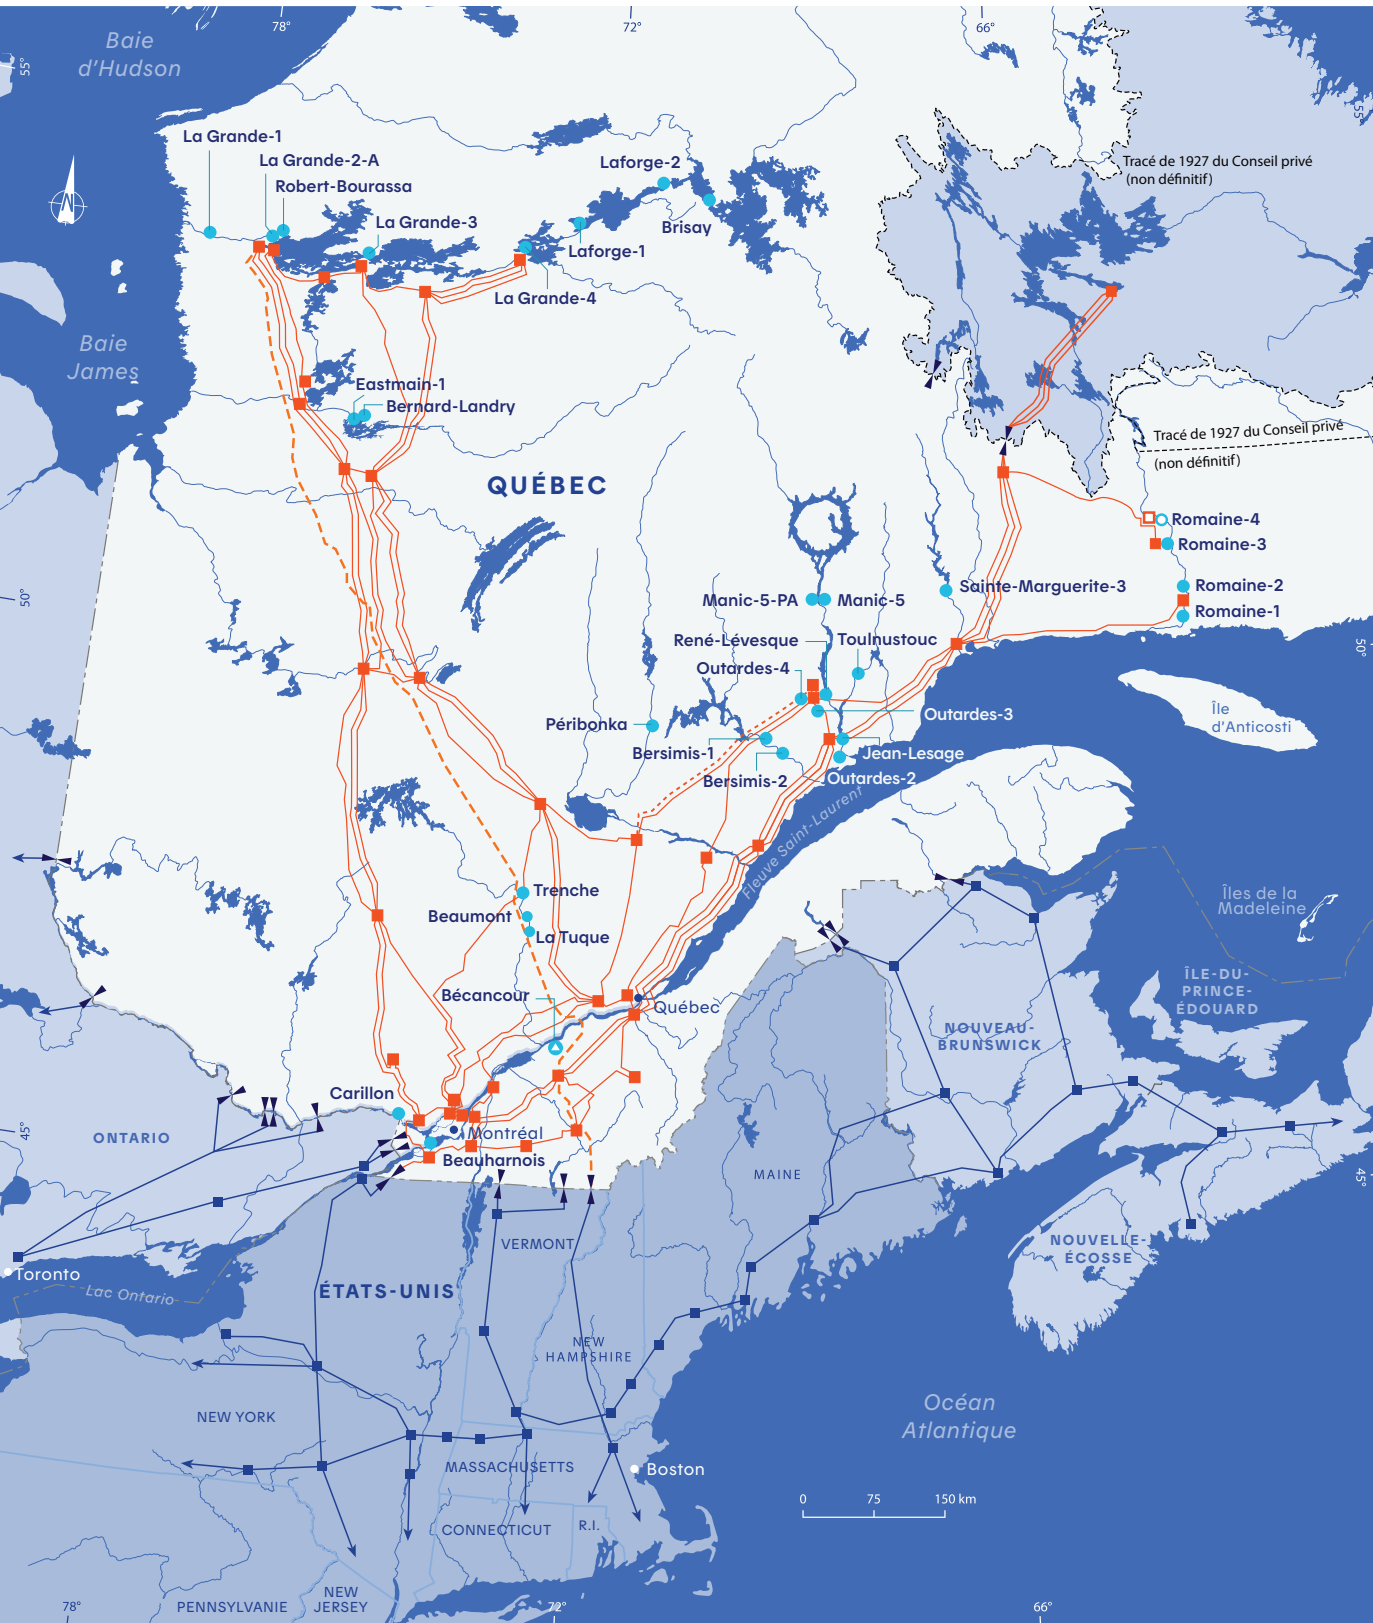 78°
72°
66°
Baie
d'Hudson
55°
55°
La Grande-1
La Grande-2-A
Robert-Bourassa
La Grande-3
Laforge-2
Brisay
Laforge-1
La Grande-4
Tracé de 1927 du Conseil privé
(non définitif)
Baie
James
Eastmain-1
Bernard-Landry
Tracé de 1927 du Conseil privé
(non définitif)
QUÉBEC
Romaine-4
Romaine-3
Romaine-2
Romaine-1
50°
50°
Sainte-Marguerite-3
Manic-5-PA
Manic-5
René-Lévesque
Toulnustouc
Outardes-4
Outardes-3
Péribonka
Bersimis-1
Jean-Lesage
Bersimis-2
Outardes-2
Île
d'Anticosti
Fleuve Saint-Laurent
Trenche
Beaumont
La Tuque
Îles de la
Madeleine
Bécancour
Québec
ÎLE-DU-
PRINCE-
ÉDOUARD
NOUVEAU-
BRUNSWICK
Carillon
Montréal
Beauharnois
45°
45°
ONTARIO
MAINE
VERMONT
NOUVELLE-
ÉCOSSE
Toronto
Lac Ontario
ÉTATS-UNIS
NEW
HAMPSHIRE
NEW YORK
Océan
Atlantique
MASSACHUSETTS
Boston
0 75 150 km
CONNECTICUT
R.I.
PENNSYLVANIE
NEW
JERSEY
78°
72°
66°